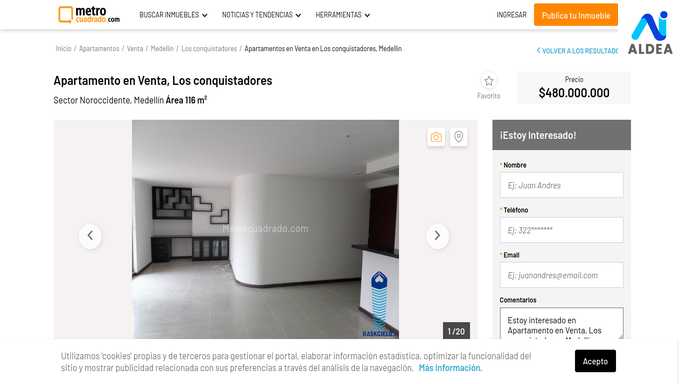 metro
cuadrado.com
BUSCAR INMUEBLES
NOTICIAS Y TENDENCIAS
HERRAMIENTAS
INGRESAR
Publica tu Inmueble
ALDEA
Inicio / Apartamentos / Venta / Medellín / Los conquistadores / Apartamentos en Venta en Los conquistadores, Medellín
VOLVER A LOS RESULTADO
Apartamento en Venta, Los conquistadores
Sector Noroccidente, Medellín Área 116 m²
Favorito
Precio
$480.000.000
Metrocuadrado.com
RASKCIELOS
1 / 20
¡Estoy Interesado!
* Nombre
Ej: Juan Andres
* Teléfono
Ej: 322*******
* Email
Ej: juanandres@email.com
Comentarios
Estoy interesado en
Apartamento en Venta, Los
Utilizamos 'cookies' propias y de terceros para gestionar el portal, elaborar información estadística, optimizar la funcionalidad del
sitio y mostrar publicidad relacionada con sus preferencias a través del análisis de la navegación. Más información.
Acepto